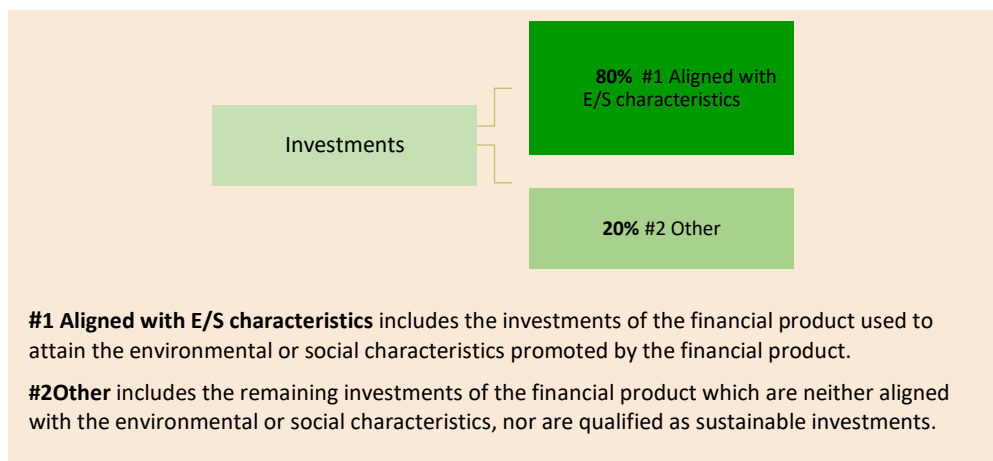 80% #1 Aligned with
E/S characteristics
Investments
20% #2 Other
#1 Aligned with E/S characteristics includes the investments of the financial product used to
attain the environmental or social characteristics promoted by the financial product.
#2Other includes the remaining investments of the financial product which are neither aligned
with the environmental or social characteristics, nor are qualified as sustainable investments.